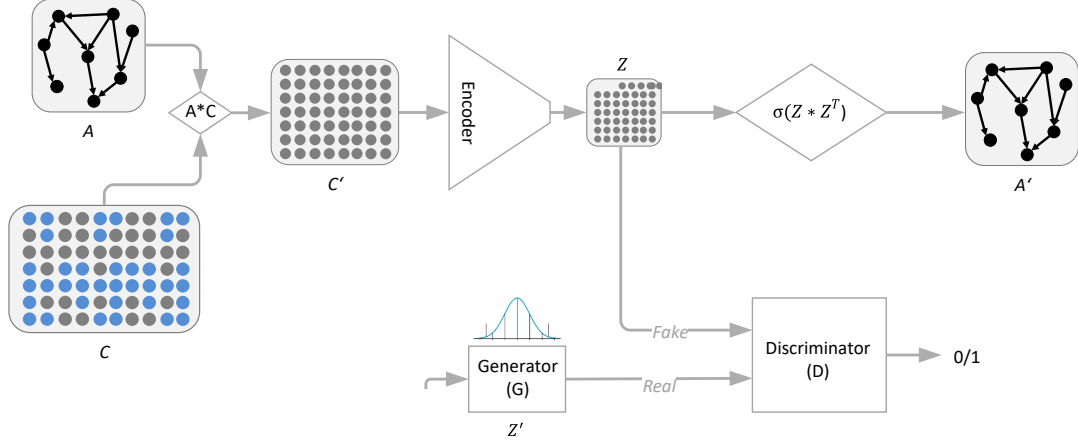 A
A*C
C
C‘
Encoder
Z
σ(Z ∗ Z^T)
A‘
Fake
Real
Generator
(G)
Z′
Discriminator
(D)
0/1